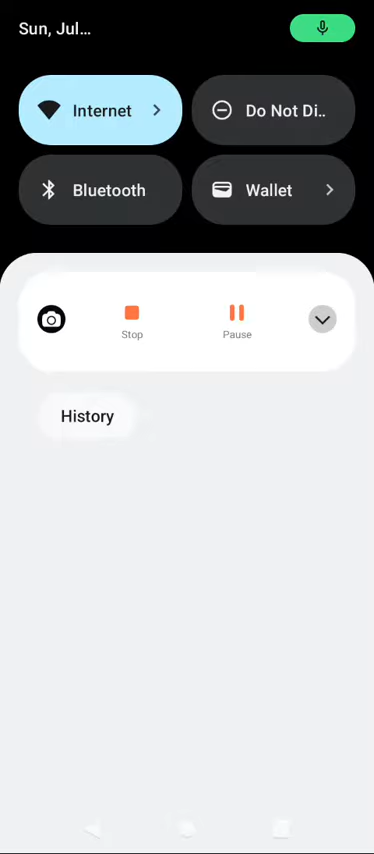 Sun, Jul...
Internet
Do Not Di..
Bluetooth
Wallet
Stop
Pause
History